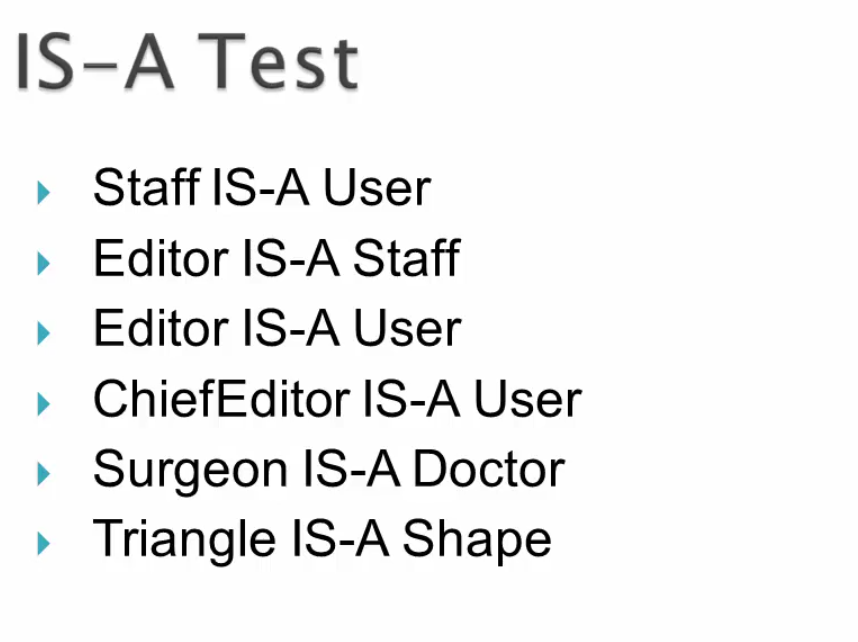 IS-A Test
Staff IS-A User
Editor IS-A Staff
Editor IS-A User
ChiefEditor IS-A User
Surgeon IS-A Doctor
Triangle IS-A Shape